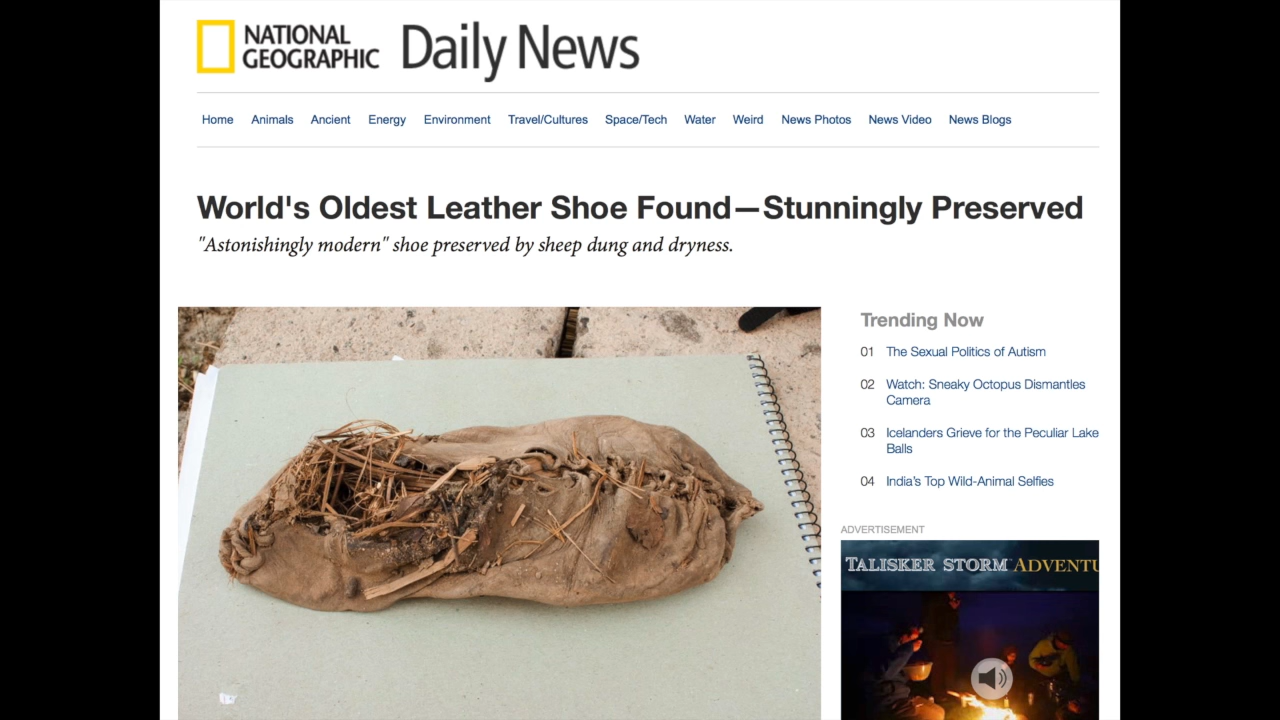 NATIONAL
GEOGRAPHIC
Daily News
Home Animals Ancient Energy Environment Travel/Cultures Space/Tech Water Weird News Photos News Video News Blogs
World's Oldest Leather Shoe Found—Stunningly Preserved
"Astonishingly modern" shoe preserved by sheep dung and dryness.
Trending Now
01 The Sexual Politics of Autism
02 Watch: Sneaky Octopus Dismantles
Camera
03 Icelanders Grieve for the Peculiar Lake
Balls
04 India's Top Wild-Animal Selfies
ADVERTISEMENT
TALISKER STORM ADVENTU